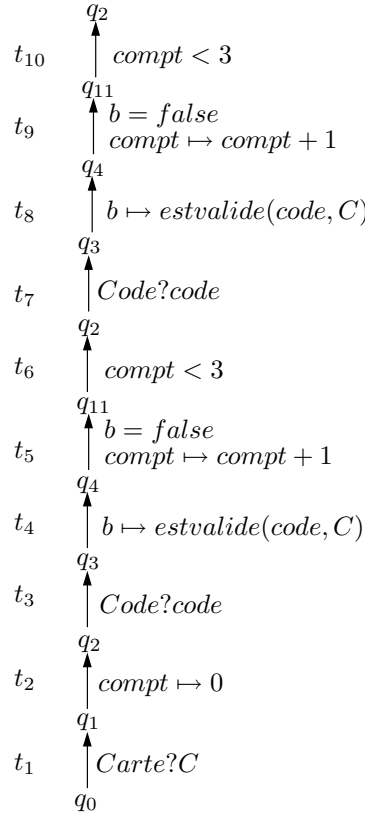 q₂
t₁₀ compt < 3
q₁₁
b = false
t₉ compt ↦ compt + 1
q₄
t₈ b ↦ estvalide(code, C)
q₃
t₇ Code?code
q₂
t₆ compt < 3
q₁₁
b = false
t₅ compt ↦ compt + 1
q₄
t₄ b ↦ estvalide(code, C)
q₃
t₃ Code?code
q₂
t₂ compt ↦ 0
q₁
t₁ Carte?C
q₀